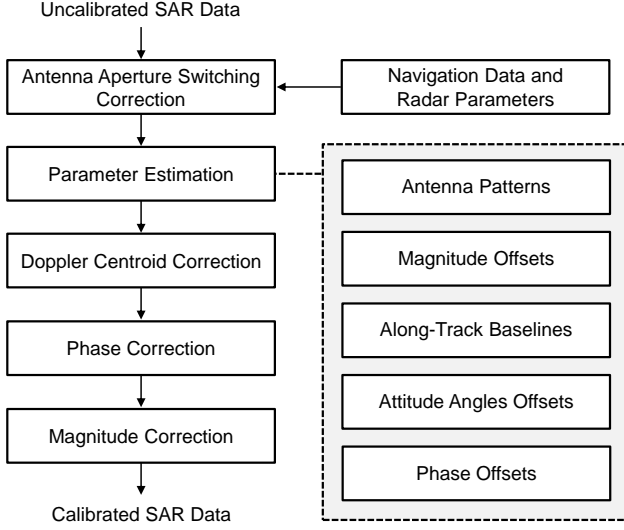 Uncalibrated SAR Data
Antenna Aperture Switching
Correction
Navigation Data and
Radar Parameters
Parameter Estimation
Antenna Patterns
Doppler Centroid Correction
Magnitude Offsets
Phase Correction
Along-Track Baselines
Magnitude Correction
Attitude Angles Offsets
Phase Offsets
Calibrated SAR Data